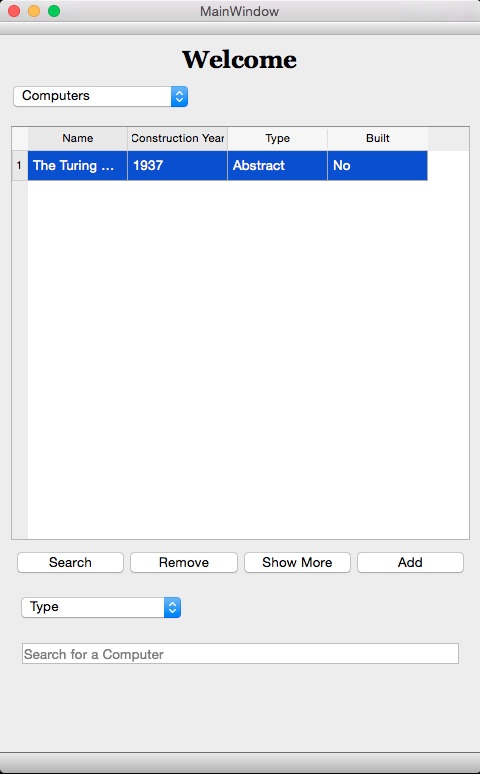 MainWindow
Welcome
Computers
Name Construction Year Type Built
1 The Turing ... 1937 Abstract No
Search Remove Show More Add
Type
Search for a Computer